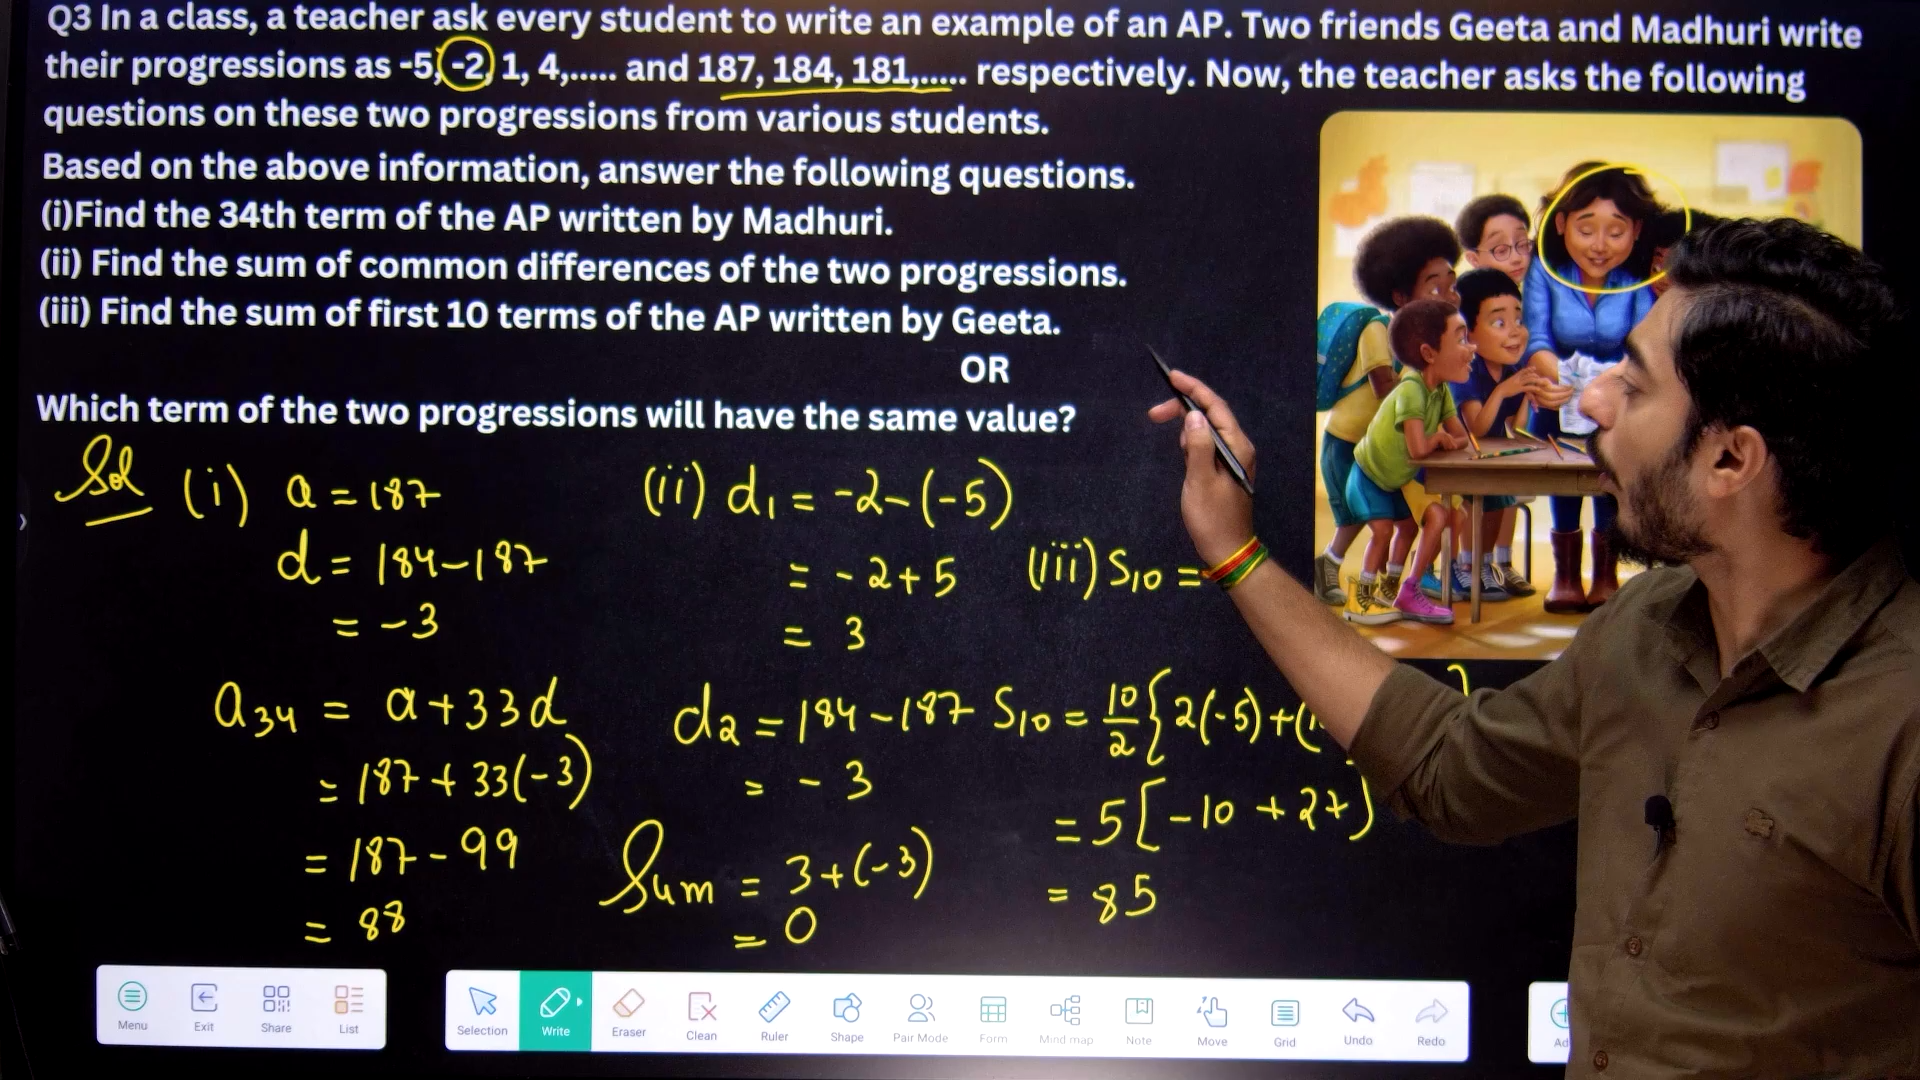 Q3 In a class, a teacher ask every student to write an example of an AP. Two friends Geeta and Madhuri write
their progressions as -5, -2, 1, 4,..... and 187, 184, 181,..... respectively. Now, the teacher asks the following
questions on these two progressions from various students.
Based on the above information, answer the following questions.
(i)Find the 34th term of the AP written by Madhuri.
(ii) Find the sum of common differences of the two progressions.
(iii) Find the sum of first 10 terms of the AP written by Geeta.
OR
Which term of the two progressions will have the same value?
Sol (i) a = 187
d = 184-187
= -3
a34 = a+33d
= 187 + 33(-3)
= 187 - 99
= 88
(ii) d1 = -2-(-5)
= -2+5
= 3
d2 = 184-187
= -3
Sum = 3+(-3)
= 0
(iii) S10 =
S10 = 10/2 { 2(-5)+(
= 5[-10 + 27]
= 85
Menu
Exit
Share
List
Selection
Write
Eraser
Clean
Ruler
Shape
Pair Mode
Form
Mind map
Note
Move
Grid
Undo
Redo